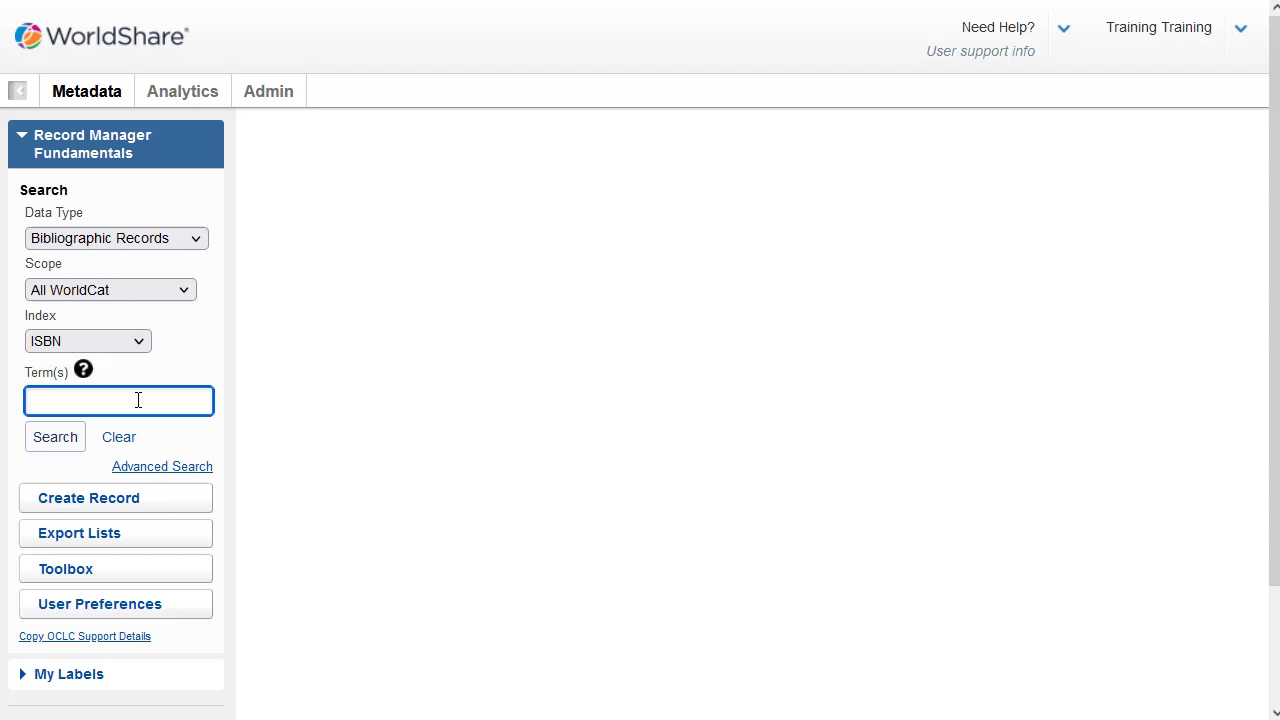 WorldShare®
Need Help?
User support info
Training Training
Metadata
Analytics
Admin
Record Manager
Fundamentals
Search
Data Type
Bibliographic Records
Scope
All WorldCat
Index
ISBN
Term(s) ?
Search
Clear
Advanced Search
Create Record
Export Lists
Toolbox
User Preferences
Copy OCLC Support Details
My Labels